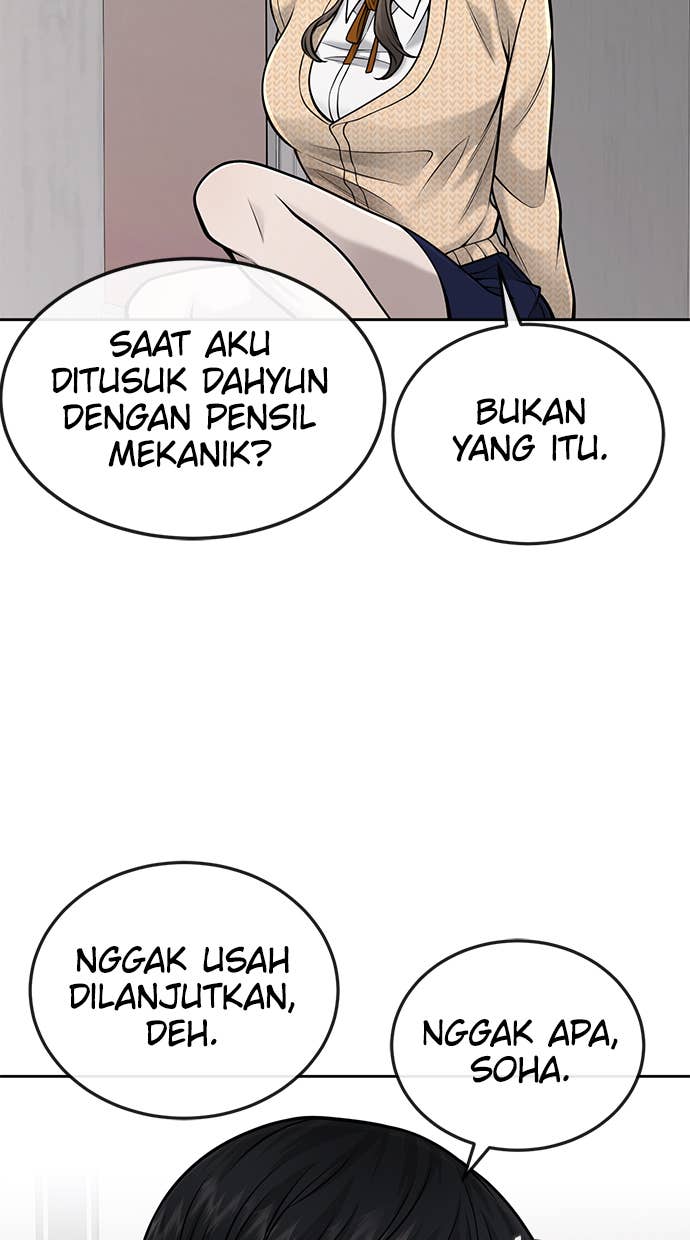 SAAT AKU
DITUSUK DAHYUN
DENGAN PENSIL
MEKANIK?
BUKAN
YANG ITU.
NGGAK USAH
DILANJUTKAN,
DEH.
NGGAK APA,
SOHA.